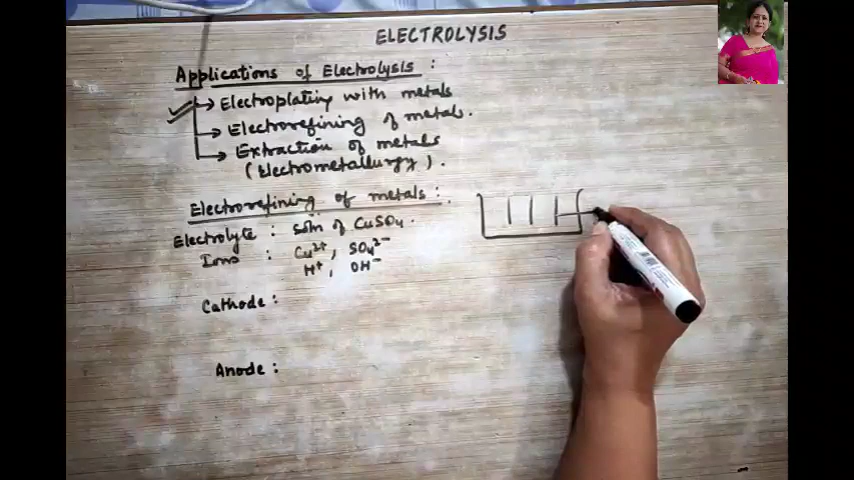 ELECTROLYSIS
Applications of Electrolysis :
Electroplating with metals
Electrorefining of metals.
Extraction of metals
(Electrometallurgy).
Electrorefining of metals :
Electrolyte : soln of CuSO4.
Ions : Cu2+, SO42-
H+, OH-
Cathode :
Anode :